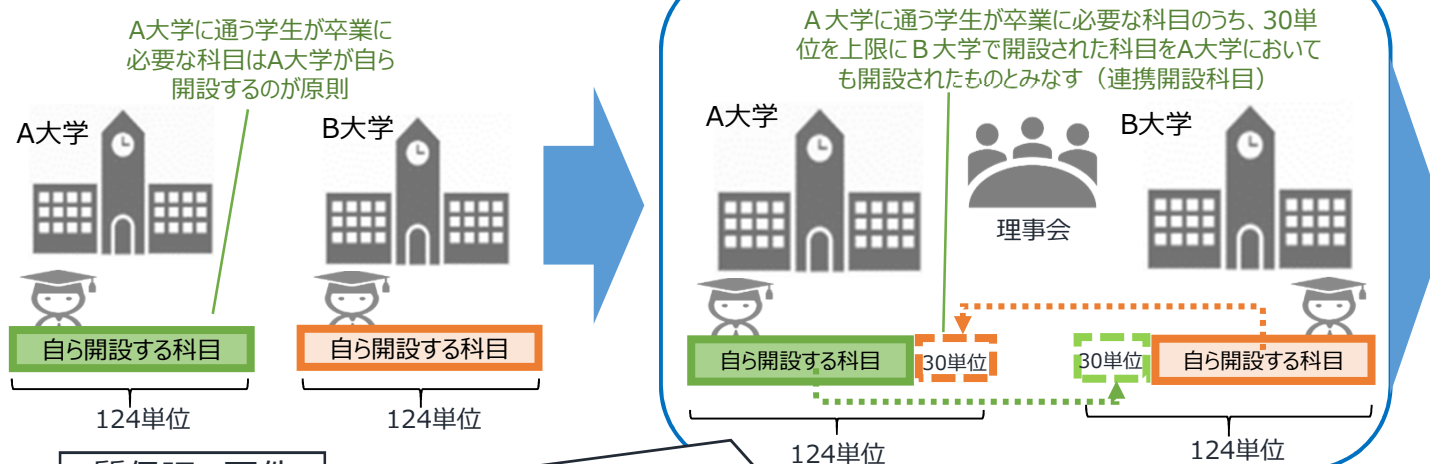 A大学に通う学生が卒業に
必要な科目はA大学が自ら
開設するのが原則
A大学
B大学
自ら開設する科目
自ら開設する科目
124単位
124単位
A大学に通う学生が卒業に必要な科目のうち、30単
位を上限にB大学で開設された科目をA大学において
も開設されたものとみなす（連携開設科目）
A大学
B大学
理事会
自ら開設する科目
30単位
30単位
自ら開設する科目
124単位
124単位